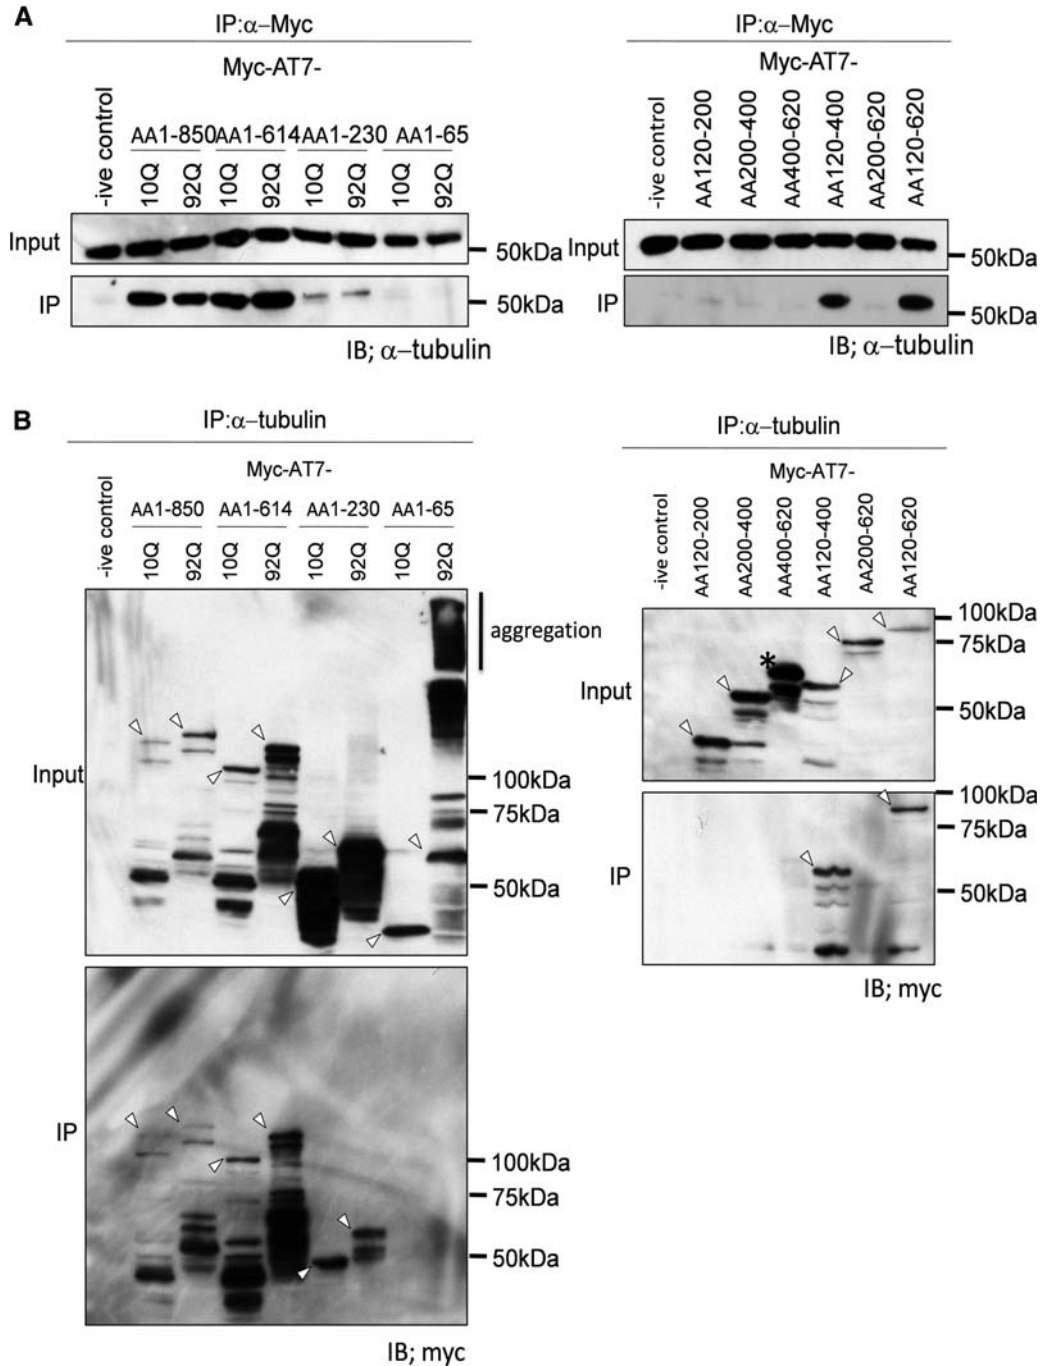 A
IP:α–Myc
Myc-AT7-
-ive control
AA1-850 AA1-614 AA1-230 AA1-65
10Q 92Q 10Q 92Q 10Q 92Q 10Q 92Q
Input
50kDa
IP
50kDa
IB; α–tubulin
IP:α–Myc
Myc-AT7-
-ive control
AA120-200
AA200-400
AA400-620
AA120-400
AA200-620
AA120-620
Input
50kDa
IP
50kDa
IB; α–tubulin
B
IP:α–tubulin
Myc-AT7-
-ive control
AA1-850 AA1-614 AA1-230 AA1-65
10Q 92Q 10Q 92Q 10Q 92Q 10Q 92Q
aggregation
Input
100kDa
75kDa
50kDa
IP
100kDa
75kDa
50kDa
IB; myc
IP:α–tubulin
Myc-AT7-
-ive control
AA120-200
AA200-400
AA400-620
AA120-400
AA200-620
AA120-620
100kDa
75kDa
*
Input
50kDa
100kDa
75kDa
IP
50kDa
IB; myc